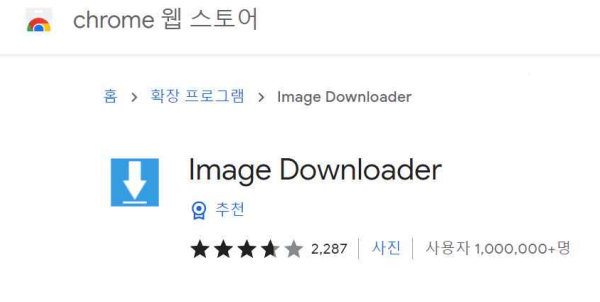 chrome 웹 스토어
홈 > 확장 프로그램 > Image Downloader
Image Downloader
추천
2,287 사진 사용자 1,000,000+명